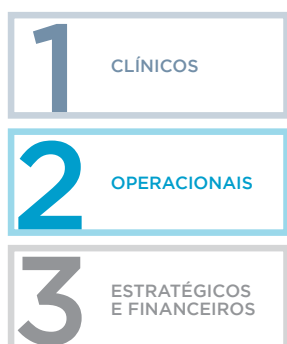 1
CLÍNICOS
2
OPERACIONAIS
3
ESTRATÉGICOS
E FINANCEIROS